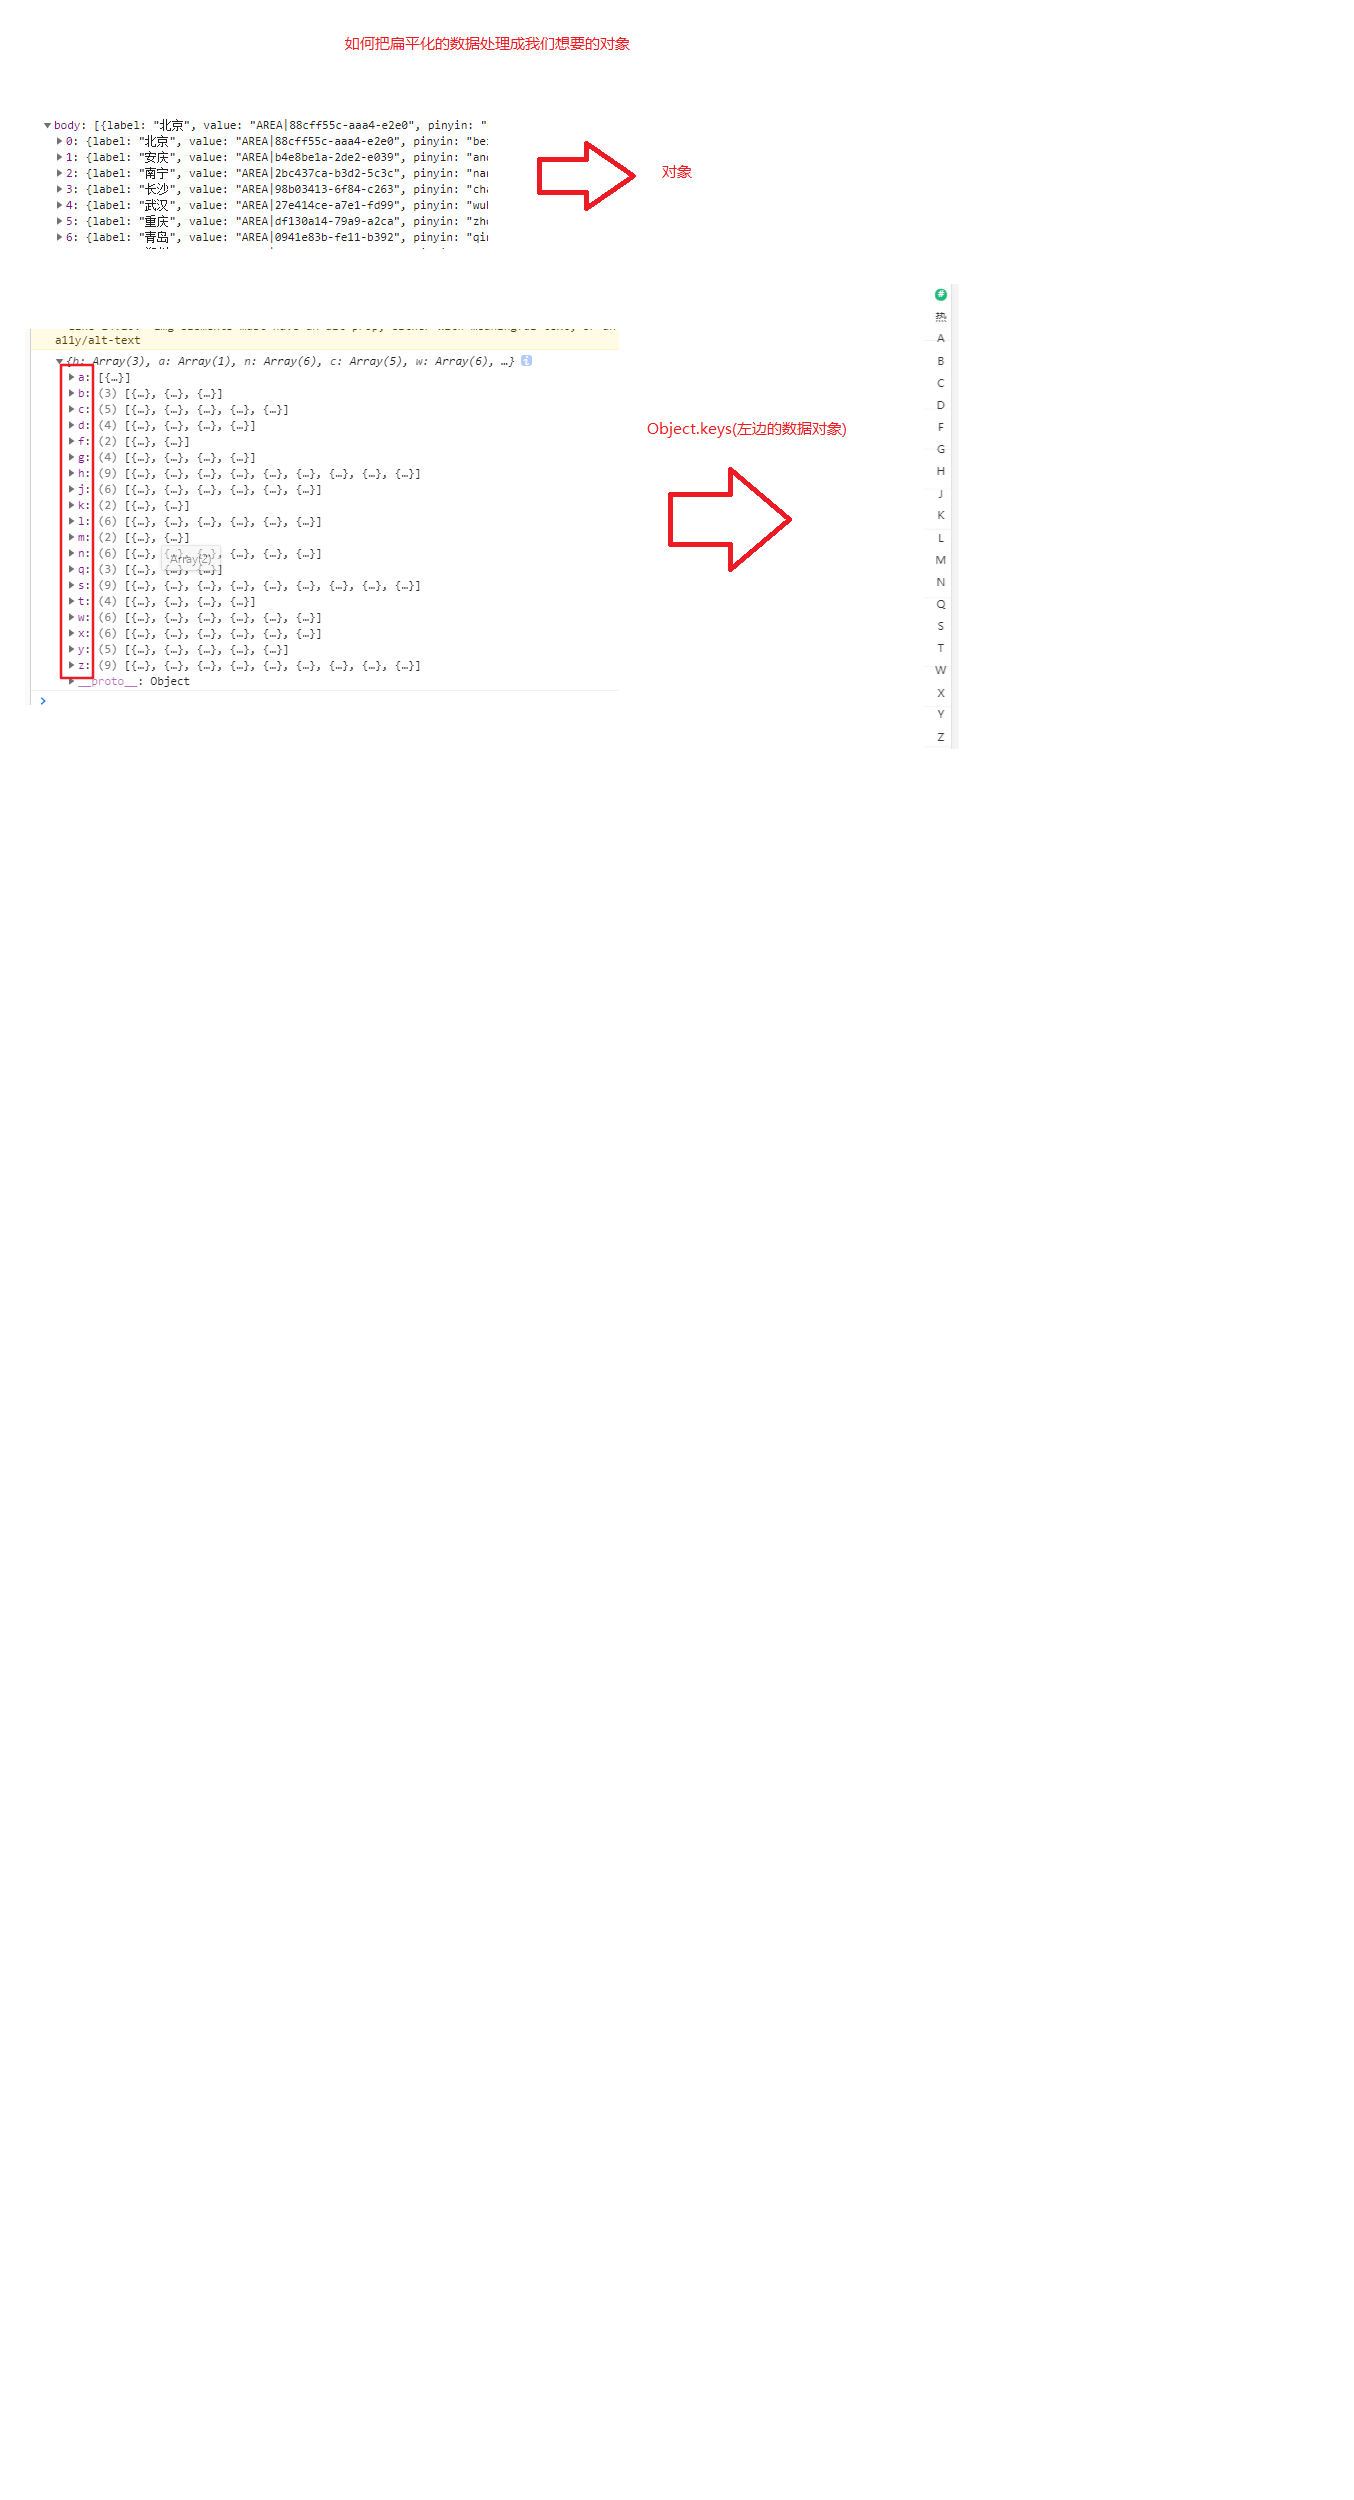 如何把扁平化的数据处理成我们想要的对象
body: [{label: "北京", value: "AREA|88cff55c-aaa4-e2e0", pinyin: "
0: {label: "北京", value: "AREA|88cff55c-aaa4-e2e0", pinyin: "bei
1: {label: "安庆", value: "AREA|b4e8be1a-2de2-e039", pinyin: "anq
2: {label: "南宁", value: "AREA|2bc437ca-b3d2-5c3c", pinyin: "nan
3: {label: "长沙", value: "AREA|98b03413-6f84-c263", pinyin: "cha
4: {label: "武汉", value: "AREA|27e414ce-a7e1-fd99", pinyin: "wuh
5: {label: "重庆", value: "AREA|df130a14-79a9-a2ca", pinyin: "zho
6: {label: "青岛", value: "AREA|0941e83b-fe11-b392", pinyin: "qin
对象
a11y/alt-text
{b: Array(3), a: Array(1), n: Array(6), c: Array(5), w: Array(6), …}
a: [{…}]
b: (3) [{…}, {…}, {…}]
c: (5) [{…}, {…}, {…}, {…}, {…}]
d: (4) [{…}, {…}, {…}, {…}]
f: (2) [{…}, {…}]
g: (4) [{…}, {…}, {…}, {…}]
h: (9) [{…}, {…}, {…}, {…}, {…}, {…}, {…}, {…}, {…}]
j: (6) [{…}, {…}, {…}, {…}, {…}, {…}]
k: (2) [{…}, {…}]
l: (6) [{…}, {…}, {…}, {…}, {…}, {…}]
m: (2) [{…}, {…}]
n: (6) [{…}, {…}, {…}, {…}, {…}, {…}]
Array(2)
q: (3) [{…}, {…}, {…}]
s: (9) [{…}, {…}, {…}, {…}, {…}, {…}, {…}, {…}, {…}]
t: (4) [{…}, {…}, {…}, {…}]
w: (6) [{…}, {…}, {…}, {…}, {…}, {…}]
x: (6) [{…}, {…}, {…}, {…}, {…}, {…}]
y: (5) [{…}, {…}, {…}, {…}, {…}]
z: (9) [{…}, {…}, {…}, {…}, {…}, {…}, {…}, {…}, {…}]
__proto__: Object
Object.keys(左边的数据对象)
#
热
A
B
C
D
F
G
H
J
K
L
M
N
Q
S
T
W
X
Y
Z